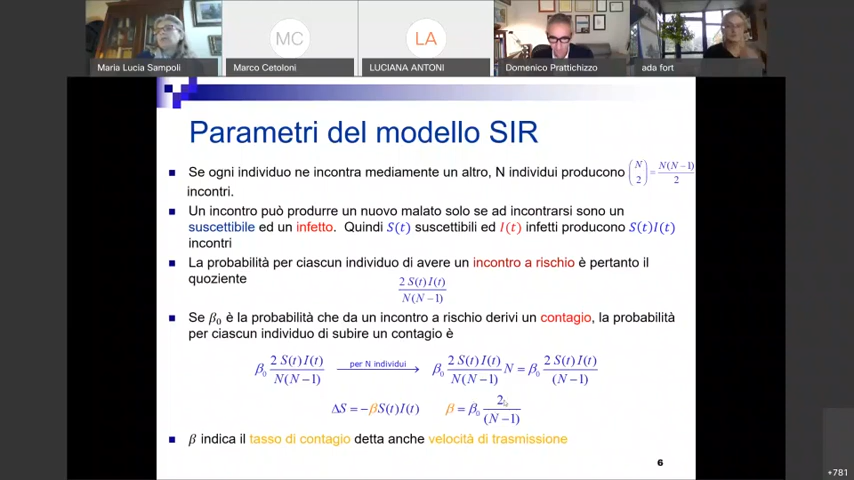 Maria Lucia Sampoli
MC
Marco Cetoloni
LA
LUCIANA ANTONI
Domenico Prattichizzo
ada fort
Parametri del modello SIR
Se ogni individuo ne incontra mediamente un altro, N individui producono (N 2) = N(N−1)/2
incontri.
Un incontro può produrre un nuovo malato solo se ad incontrarsi sono un
suscettibile ed un infetto. Quindi S(t) suscettibili ed I(t) infetti producono S(t)I(t)
incontri
La probabilità per ciascun individuo di avere un incontro a rischio è pertanto il
quoziente
2 S(t) I(t) / N(N−1)
Se β₀ è la probabilità che da un incontro a rischio derivi un contagio, la probabilità
per ciascun individuo di subire un contagio è
β₀ 2 S(t) I(t) / N(N−1) per N individui → β₀ 2 S(t) I(t) / N(N−1) N = β₀ 2 S(t) I(t) / (N−1)
ΔS = −βS(t)I(t) β = β₀ 2 / (N−1)
β indica il tasso di contagio detta anche velocità di trasmissione
6
+781